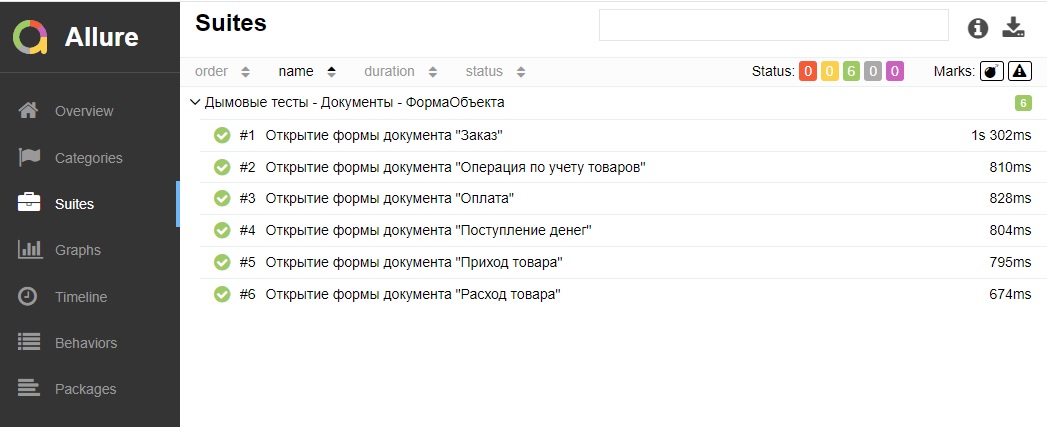 Allure
Overview
Categories
Suites
Graphs
Timeline
Behaviors
Packages
Suites
order name duration status Status: 0 0 6 0 0 Marks:
Дымовые тесты - Документы - ФормаОбъекта 6
#1 Открытие формы документа "Заказ" 1s 302ms
#2 Открытие формы документа "Операция по учету товаров" 810ms
#3 Открытие формы документа "Оплата" 828ms
#4 Открытие формы документа "Поступление денег" 804ms
#5 Открытие формы документа "Приход товара" 795ms
#6 Открытие формы документа "Расход товара" 674ms